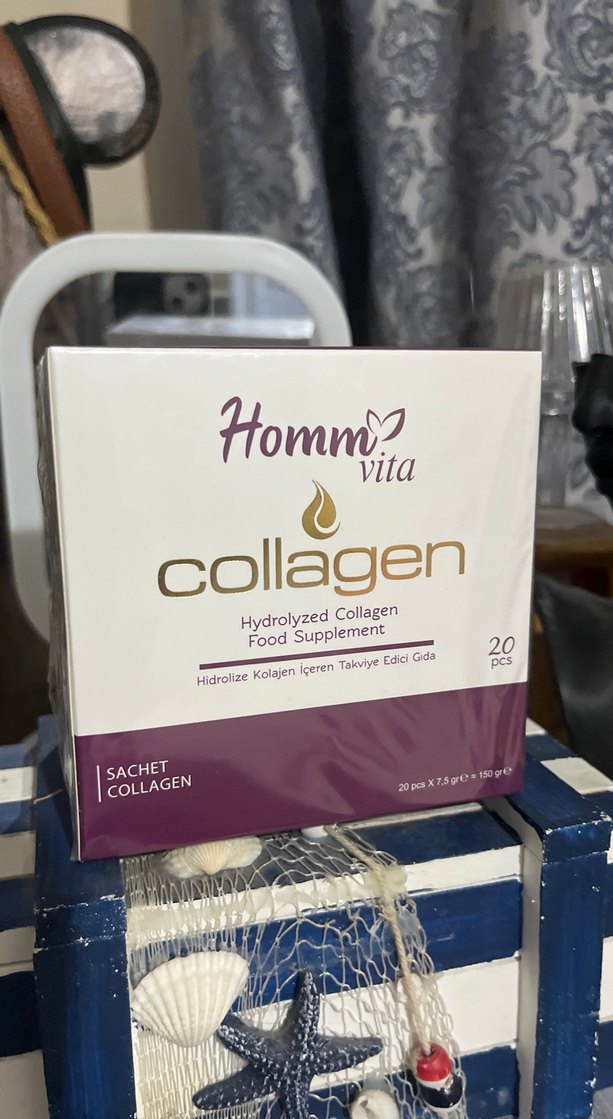 Homm
vita
collagen
Hydrolyzed Collagen
Food Supplement
Hidrolize Kolajen İçeren Takviye Edici Gıda
20
pcs
SACHET
COLLAGEN
20 pcs X 7,5 gr℮ = 150 gr℮